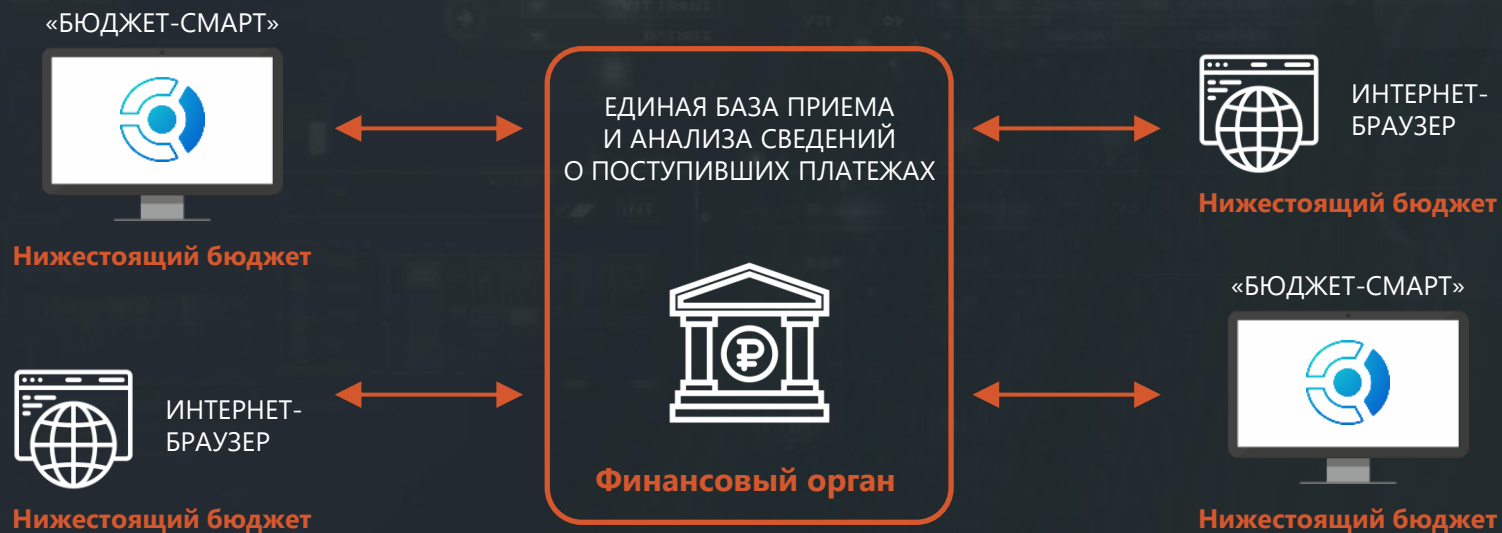 «БЮДЖЕТ-СМАРТ»
Нижестоящий бюджет
ИНТЕРНЕТ-
БРАУЗЕР
Нижестоящий бюджет
ЕДИНАЯ БАЗА ПРИЕМА
И АНАЛИЗА СВЕДЕНИЙ
О ПОСТУПИВШИХ ПЛАТЕЖАХ
Финансовый орган
ИНТЕРНЕТ-
БРАУЗЕР
Нижестоящий бюджет
«БЮДЖЕТ-СМАРТ»
Нижестоящий бюджет